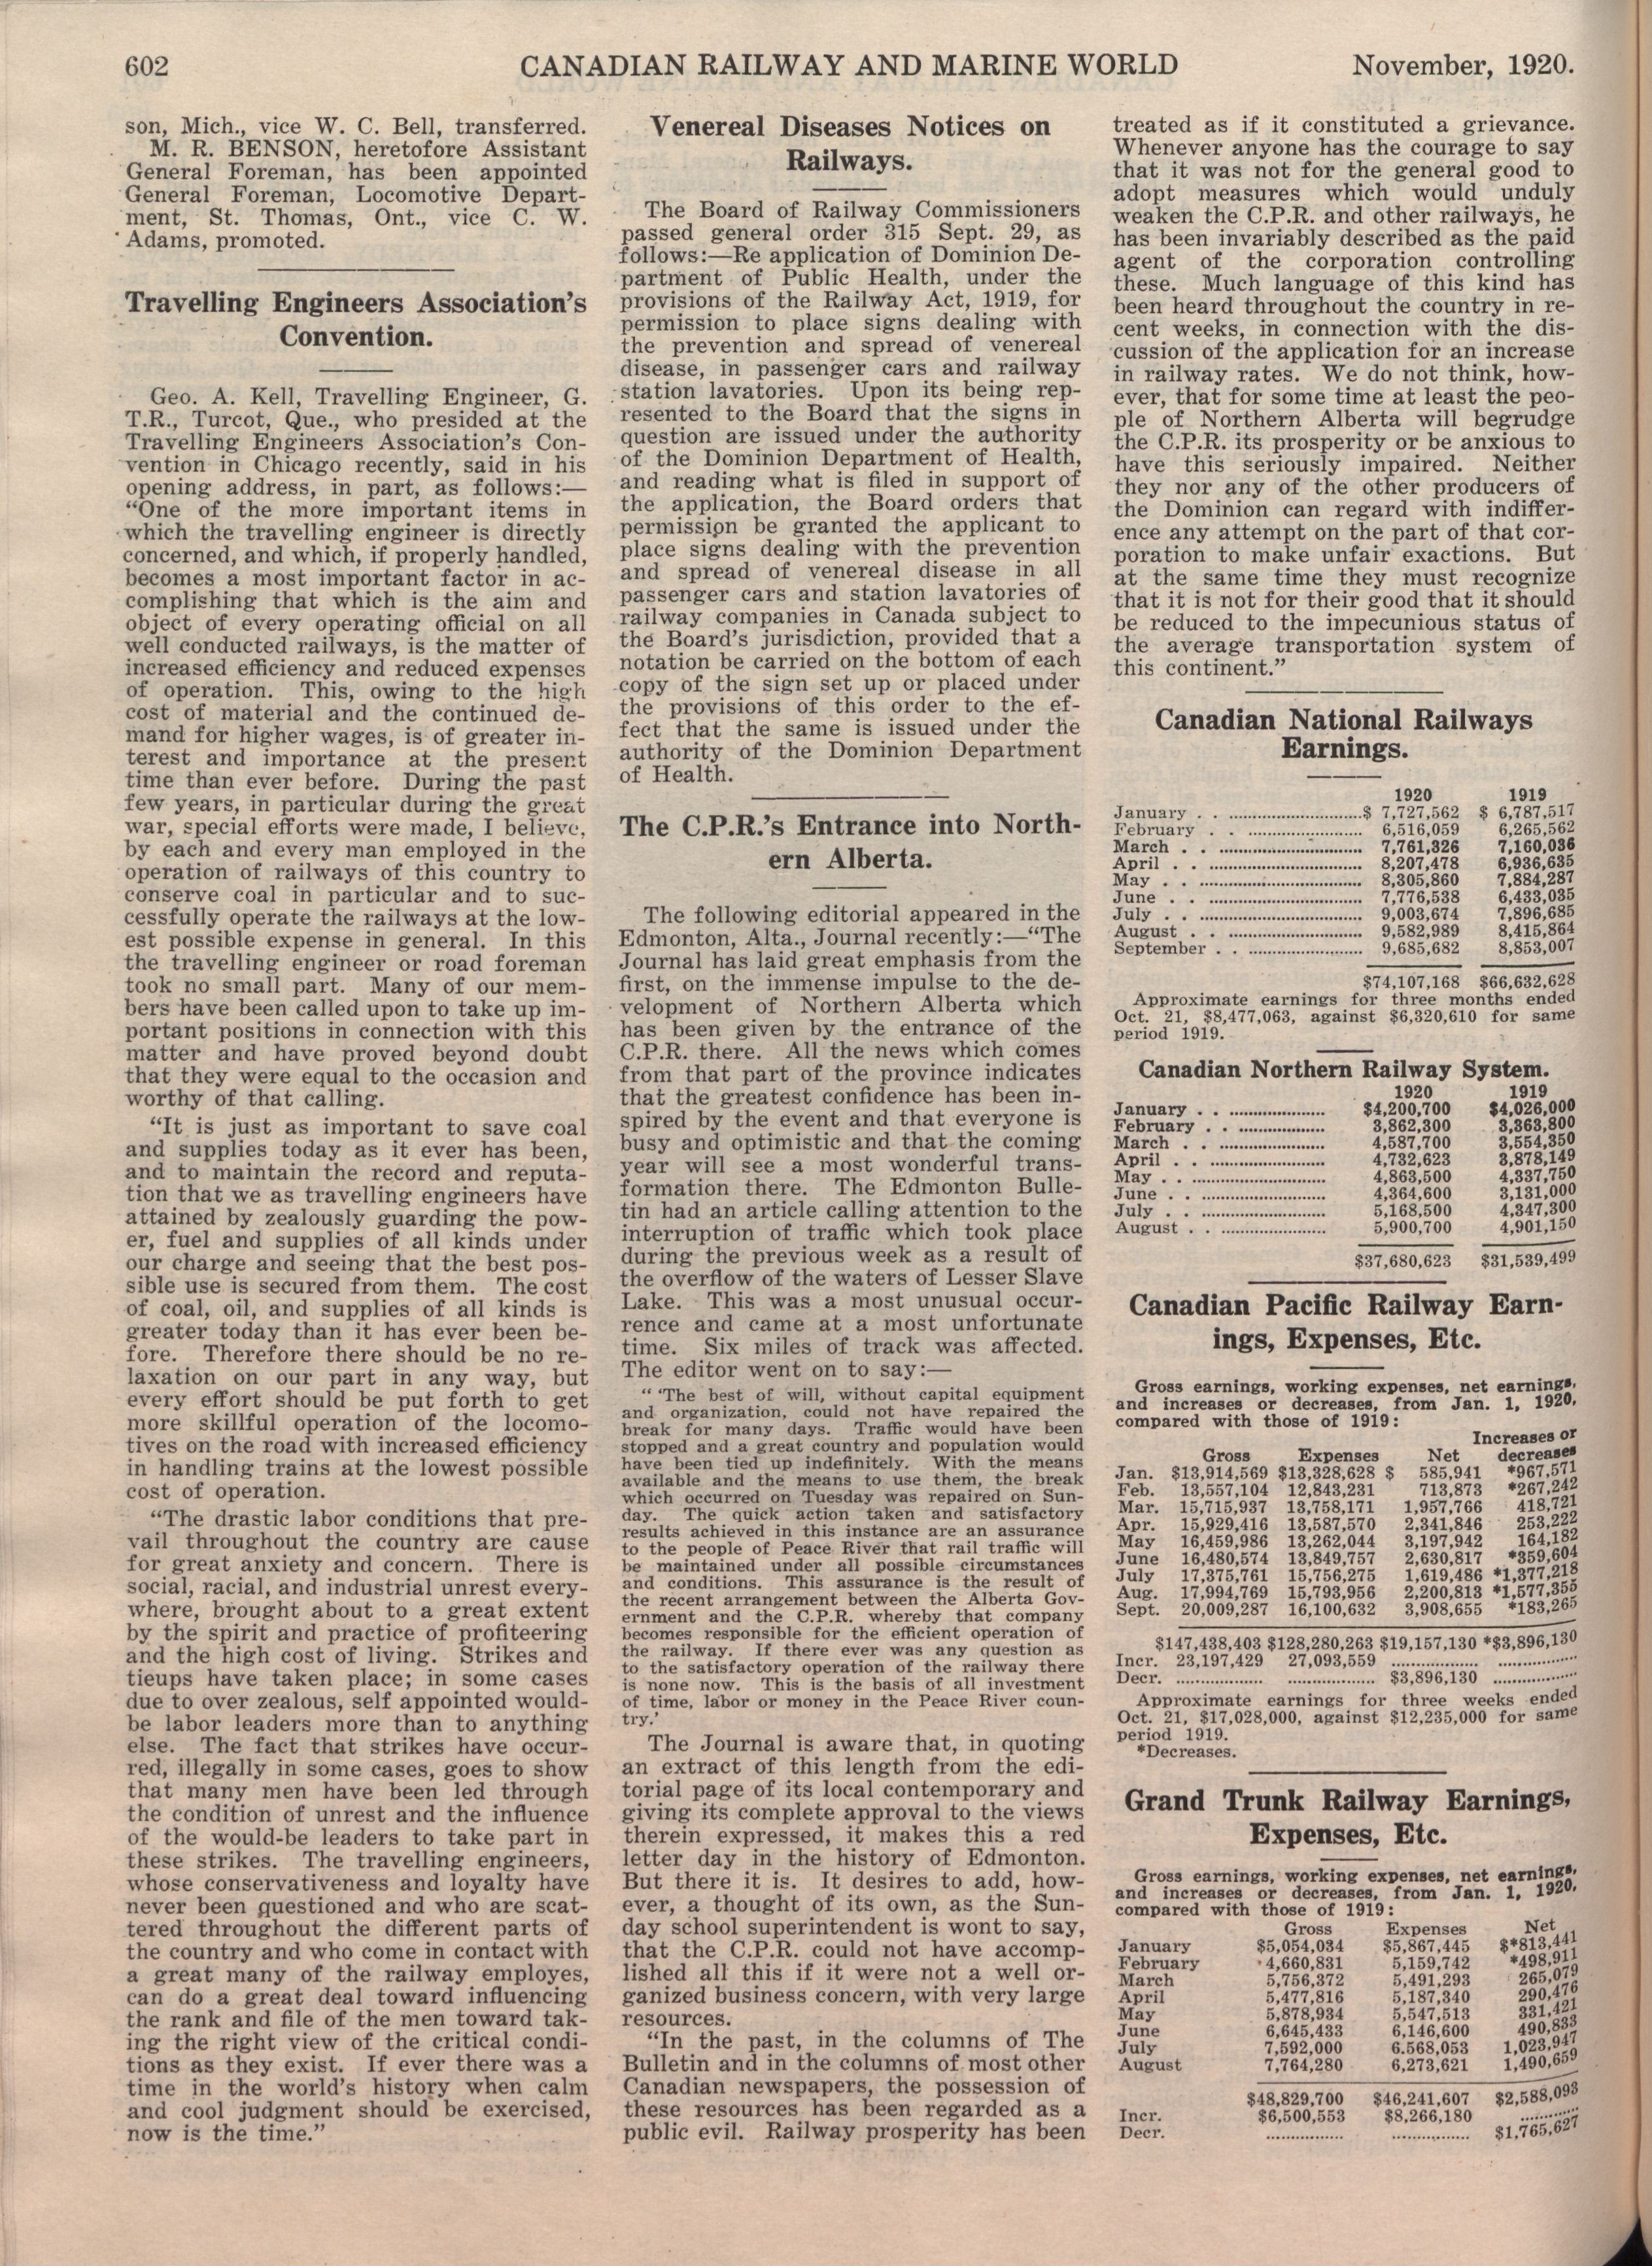 602
CANADIAN RAILWAY AND MARINE WORLD
November, 1920.
son, Mich., vice W. C. Bell, transferred.
M. R. BENSON, heretofore Assistant
General Foreman, has been appointed
General Foreman, Locomotive Depart-
ment, St. Thomas, Ont., vice C. W.
Adams, promoted.
Travelling Engineers Association's
Convention.
Geo. A. Kell, Travelling Engineer, G.
T.R., Turcot, Que., who presided at the
Travelling Engineers Association's Con-
vention in Chicago recently, said in his
opening address, in part, as follows:—
"One of the more important items in
which the travelling engineer is directly
concerned, and which, if properly handled,
becomes a most important factor in ac-
complishing that which is the aim and
object of every operating official on all
well conducted railways, is the matter of
increased efficiency and reduced expenses
of operation. This, owing to the high
cost of material and the continued de-
mand for higher wages, is of greater in-
terest and importance at the present
time than ever before. During the past
few years, in particular during the great
war, special efforts were made, I believe,
by each and every man employed in the
operation of railways of this country to
conserve coal in particular and to suc-
cessfully operate the railways at the low-
est possible expense in general. In this
the travelling engineer or road foreman
took no small part. Many of our mem-
bers have been called upon to take up im-
portant positions in connection with this
matter and have proved beyond doubt
that they were equal to the occasion and
worthy of that calling.
"It is just as important to save coal
and supplies today as it ever has been,
and to maintain the record and reputa-
tion that we as travelling engineers have
attained by zealously guarding the pow-
er, fuel and supplies of all kinds under
our charge and seeing that the best pos-
sible use is secured from them. The cost
of coal, oil, and supplies of all kinds is
greater today than it has ever been be-
fore. Therefore there should be no re-
laxation on our part in any way, but
every effort should be put forth to get
more skillful operation of the locomo-
tives on the road with increased efficiency
in handling trains at the lowest possible
cost of operation.
"The drastic labor conditions that pre-
vail throughout the country are cause
for great anxiety and concern. There is
social, racial, and industrial unrest every-
where, brought about to a great extent
by the spirit and practice of profiteering
and the high cost of living. Strikes and
tieups have taken place; in some cases
due to over zealous, self appointed would-
be labor leaders more than to anything
else. The fact that strikes have occur-
red, illegally in some cases, goes to show
that many men have been led through
the condition of unrest and the influence
of the would-be leaders to take part in
these strikes. The travelling engineers,
whose conservativeness and loyalty have
never been questioned and who are scat-
tered throughout the different parts of
the country and who come in contact with
a great many of the railway employes,
can do a great deal toward influencing
the rank and file of the men toward tak-
ing the right view of the critical condi-
tions as they exist. If ever there was a
time in the world's history when calm
and cool judgment should be exercised,
now is the time."
Venereal Diseases Notices on
Railways.
The Board of Railway Commissioners
passed general order 315 Sept. 29, as
follows:—Re application of Dominion De-
partment of Public Health, under the
provisions of the Railway Act, 1919, for
permission to place signs dealing with
the prevention and spread of venereal
disease, in passenger cars and railway
station lavatories. Upon its being rep-
resented to the Board that the signs in
question are issued under the authority
of the Dominion Department of Health,
and reading what is filed in support of
the application, the Board orders that
permission be granted the applicant to
place signs dealing with the prevention
and spread of venereal disease in all
passenger cars and station lavatories of
railway companies in Canada subject to
the Board's jurisdiction, provided that a
notation be carried on the bottom of each
copy of the sign set up or placed under
the provisions of this order to the ef-
fect that the same is issued under the
authority of the Dominion Department
of Health.
The C.P.R.'s Entrance into North-
ern Alberta.
The following editorial appeared in the
Edmonton, Alta., Journal recently:—"The
Journal has laid great emphasis from the
first, on the immense impulse to the de-
velopment of Northern Alberta which
has been given by the entrance of the
C.P.R. there. All the news which comes
from that part of the province indicates
that the greatest confidence has been in-
spired by the event and that everyone is
busy and optimistic and that the coming
year will see a most wonderful trans-
formation there. The Edmonton Bulle-
tin had an article calling attention to the
interruption of traffic which took place
during the previous week as a result of
the overflow of the waters of Lesser Slave
Lake. This was a most unusual occur-
rence and came at a most unfortunate
time. Six miles of track was affected.
The editor went on to say:—
" 'The best of will, without capital equipment
and organization, could not have repaired the
break for many days. Traffic would have been
stopped and a great country and population would
have been tied up indefinitely. With the means
available and the means to use them, the break
which occurred on Tuesday was repaired on Sun-
day. The quick action taken and satisfactory
results achieved in this instance are an assurance
to the people of Peace River that rail traffic will
be maintained under all possible circumstances
and conditions. This assurance is the result of
the recent arrangement between the Alberta Gov-
ernment and the C.P.R. whereby that company
becomes responsible for the efficient operation of
the railway. If there ever was any question as
to the satisfactory operation of the railway there
is none now. This is the basis of all investment
of time, labor or money in the Peace River coun-
try.'
The Journal is aware that, in quoting
an extract of this length from the edi-
torial page of its local contemporary and
giving its complete approval to the views
therein expressed, it makes this a red
letter day in the history of Edmonton.
But there it is. It desires to add, how-
ever, a thought of its own, as the Sun-
day school superintendent is wont to say,
that the C.P.R. could not have accomp-
lished all this if it were not a well or-
ganized business concern, with very large
resources.
"In the past, in the columns of The
Bulletin and in the columns of most other
Canadian newspapers, the possession of
these resources has been regarded as a
public evil. Railway prosperity has been
treated as if it constituted a grievance.
Whenever anyone has the courage to say
that it was not for the general good to
adopt measures which would unduly
weaken the C.P.R. and other railways, he
has been invariably described as the paid
agent of the corporation controlling
these. Much language of this kind has
been heard throughout the country in re-
cent weeks, in connection with the dis-
cussion of the application for an increase
in railway rates. We do not think, how-
ever, that for some time at least the peo-
ple of Northern Alberta will begrudge
the C.P.R. its prosperity or be anxious to
have this seriously impaired. Neither
they nor any of the other producers of
the Dominion can regard with indiffer-
ence any attempt on the part of that cor-
poration to make unfair exactions. But
at the same time they must recognize
that it is not for their good that it should
be reduced to the impecunious status of
the average transportation system of
this continent."
Canadian National Railways
Earnings.
1920 1919
January . . ............................$ 7,727,562 $ 6,787,517
February . . ............................ 6,516,059 6,265,562
March . . ............................ 7,761,326 7,160,036
April . . ............................ 8,207,478 6,936,635
May . . ............................ 8,305,860 7,884,287
June . . ............................ 7,776,538 6,433,035
July . . ............................ 9,003,674 7,896,685
August . . ............................ 9,582,989 8,415,864
September . . ........................ 9,685,682 8,853,007
$74,107,168 $66,632,628
Approximate earnings for three months ended
Oct. 21, $8,477,063, against $6,320,610 for same
period 1919.
Canadian Northern Railway System.
1920 1919
January . . .................... $4,200,700 $4,026,000
February . . .................. 3,862,300 3,363,800
March . . ...................... 4,587,700 3,554,350
April . . ........................ 4,732,623 3,878,149
May . . .......................... 4,863,500 4,337,750
June . . ......................... 4,364,600 3,131,000
July . . .......................... 5,168,500 4,347,300
August . . ...................... 5,900,700 4,901,150
$37,680,623 $31,539,499
Canadian Pacific Railway Earn-
ings, Expenses, Etc.
Gross earnings, working expenses, net earnings,
and increases or decreases, from Jan. 1, 1920,
compared with those of 1919:
Increases or
Gross Expenses Net decreases
Jan. $13,914,569 $13,328,628 $ 585,941 *967,571
Feb. 13,557,104 12,843,231 713,873 *267,242
Mar. 15,715,937 13,758,171 1,957,766 418,721
Apr. 15,929,416 13,587,570 2,341,846 253,222
May 16,459,986 13,262,044 3,197,942 164,182
June 16,480,574 13,849,757 2,630,817 *359,604
July 17,375,761 15,756,275 1,619,486 *1,377,218
Aug. 17,994,769 15,793,956 2,200,813 *1,577,355
Sept. 20,009,287 16,100,632 3,908,655 *183,265
$147,438,403 $128,280,263 $19,157,130 *$3,896,130
Incr. 23,197,429 27,093,559 ................. ...............
Decr. ................. ................. $3,896,130 ..............
Approximate earnings for three weeks ended
Oct. 21, $17,028,000, against $12,235,000 for same
period 1919.
*Decreases.
Grand Trunk Railway Earnings,
Expenses, Etc.
Gross earnings, working expenses, net earnings,
and increases or decreases, from Jan. 1, 1920,
compared with those of 1919:
Gross Expenses Net
January $5,054,034 $5,867,445 $*813,441
February 4,660,831 5,159,742 *498,911
March 5,756,372 5,491,293 265,079
April 5,477,816 5,187,340 290,476
May 5,878,934 5,547,513 331,421
June 6,645,433 6,146,600 490,833
July 7,592,000 6.568,053 1,023,947
August 7,764,280 6,273,621 1,490,659
$48,829,700 $46,241,607 $2,588,093
Incr. $6,500,553 $8,266,180 ...........
Decr. ................ ................ $1,765,627